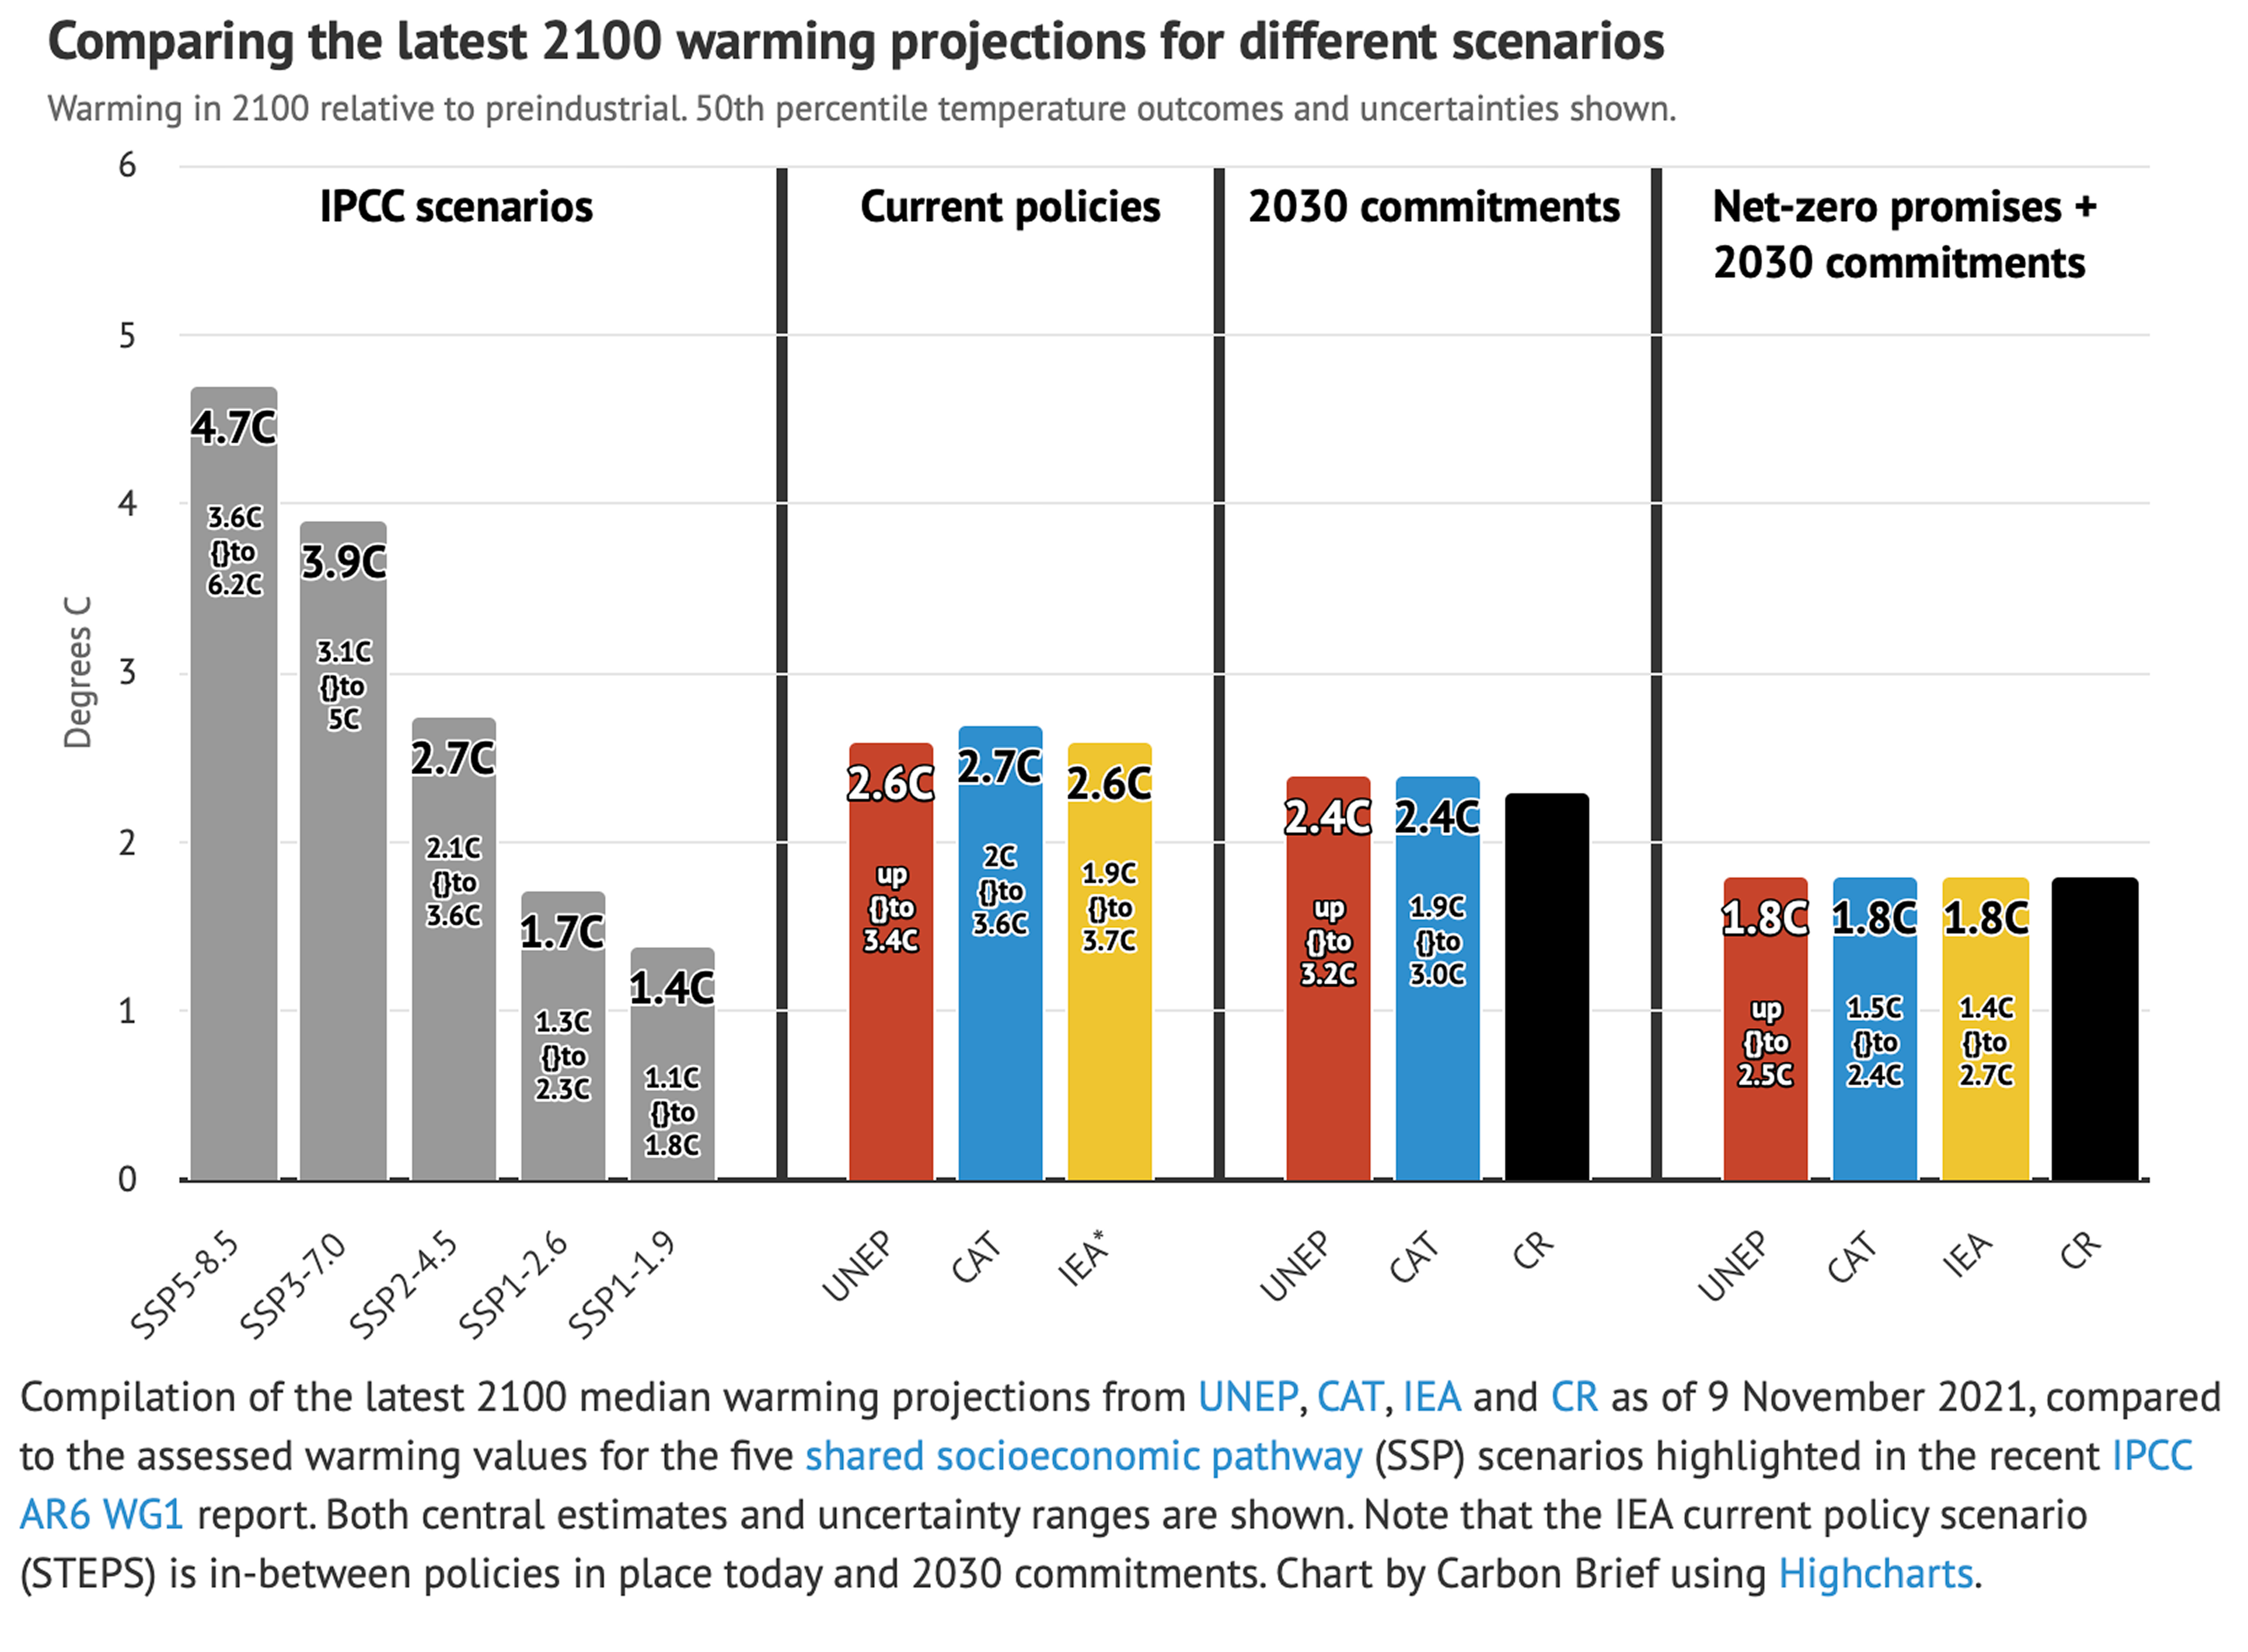 Comparing the latest 2100 warming projections for different scenarios
Warming in 2100 relative to preindustrial. 50th percentile temperature outcomes and uncertainties shown.
Degrees C
6
5
4
3
2
1
0
IPCC scenarios
4.7C
3.6C
{}to
6.2C
3.9C
3.1C
{}to
5C
2.7C
2.1C
{}to
3.6C
1.7C
1.3C
{}to
2.3C
1.4C
1.1C
{}to
1.8C
SSP5-8.5
SSP3-7.0
SSP2-4.5
SSP1-2.6
SSP1-1.9
Current policies
2.6C
up
{}to
3.4C
2.7C
2C
{}to
3.6C
2.6C
1.9C
{}to
3.7C
UNEP
CAT
IEA*
2030 commitments
2.4C
up
{}to
3.2C
2.4C
1.9C
{}to
3.0C
UNEP
CAT
CR
Net-zero promises +
2030 commitments
1.8C
up
{}to
2.5C
1.8C
1.5C
{}to
2.4C
1.8C
1.4C
{}to
2.7C
UNEP
CAT
IEA
CR
Compilation of the latest 2100 median warming projections from UNEP, CAT, IEA and CR as of 9 November 2021, compared
to the assessed warming values for the five shared socioeconomic pathway (SSP) scenarios highlighted in the recent IPCC
AR6 WG1 report. Both central estimates and uncertainty ranges are shown. Note that the IEA current policy scenario
(STEPS) is in-between policies in place today and 2030 commitments. Chart by Carbon Brief using Highcharts.